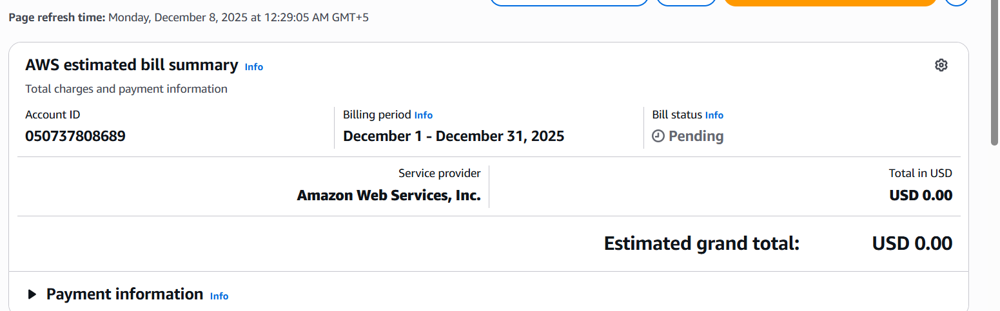 Page refresh time: Monday, December 8, 2025 at 12:29:05 AM GMT+5
AWS estimated bill summary Info
Total charges and payment information
Account ID
050737808689
Billing period Info
December 1 - December 31, 2025
Bill status Info
Pending
Service provider
Amazon Web Services, Inc.
Total in USD
USD 0.00
Estimated grand total: USD 0.00
Payment information Info